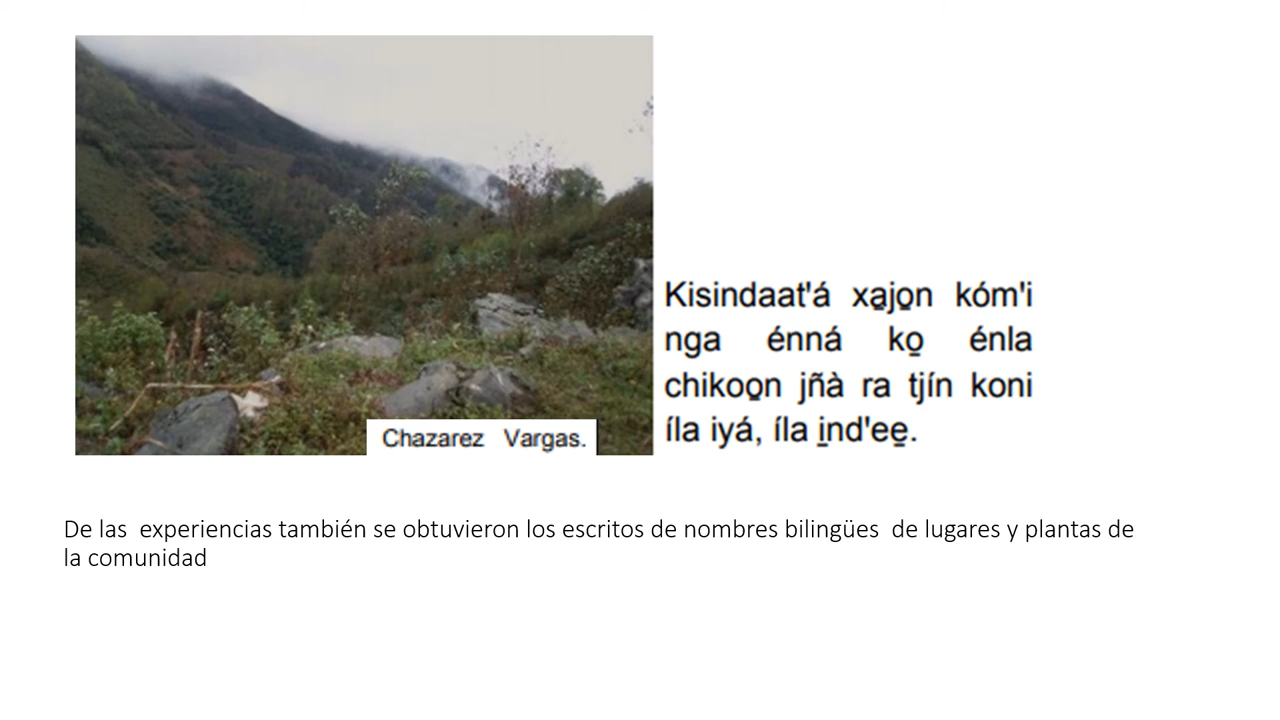 Kisindaat'á xa̱jo̱n kóm'i
nga énná ko̱ énla
chikoo̱n jñà ra tjín koni
íla iyá, íla i̱nd'ee̱.
Chazarez Vargas.
De las  experiencias también se obtuvieron los escritos de nombres bilingües  de lugares y plantas de
la comunidad